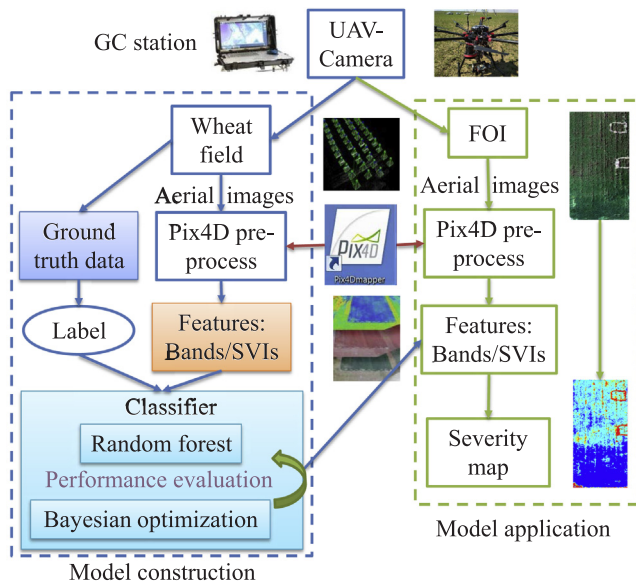 GC station
UAV-
Camera
Wheat
field
FOI
Aerial images
Aerial images
Ground
truth data
Pix4D pre-
process
PIX4D
Pix4Dmapper
Pix4D pre-
process
Label
Features:
Bands/SVIs
Features:
Bands/SVIs
Classifier
Random forest
Performance evaluation
Bayesian optimization
Severity
map
Model construction
Model application